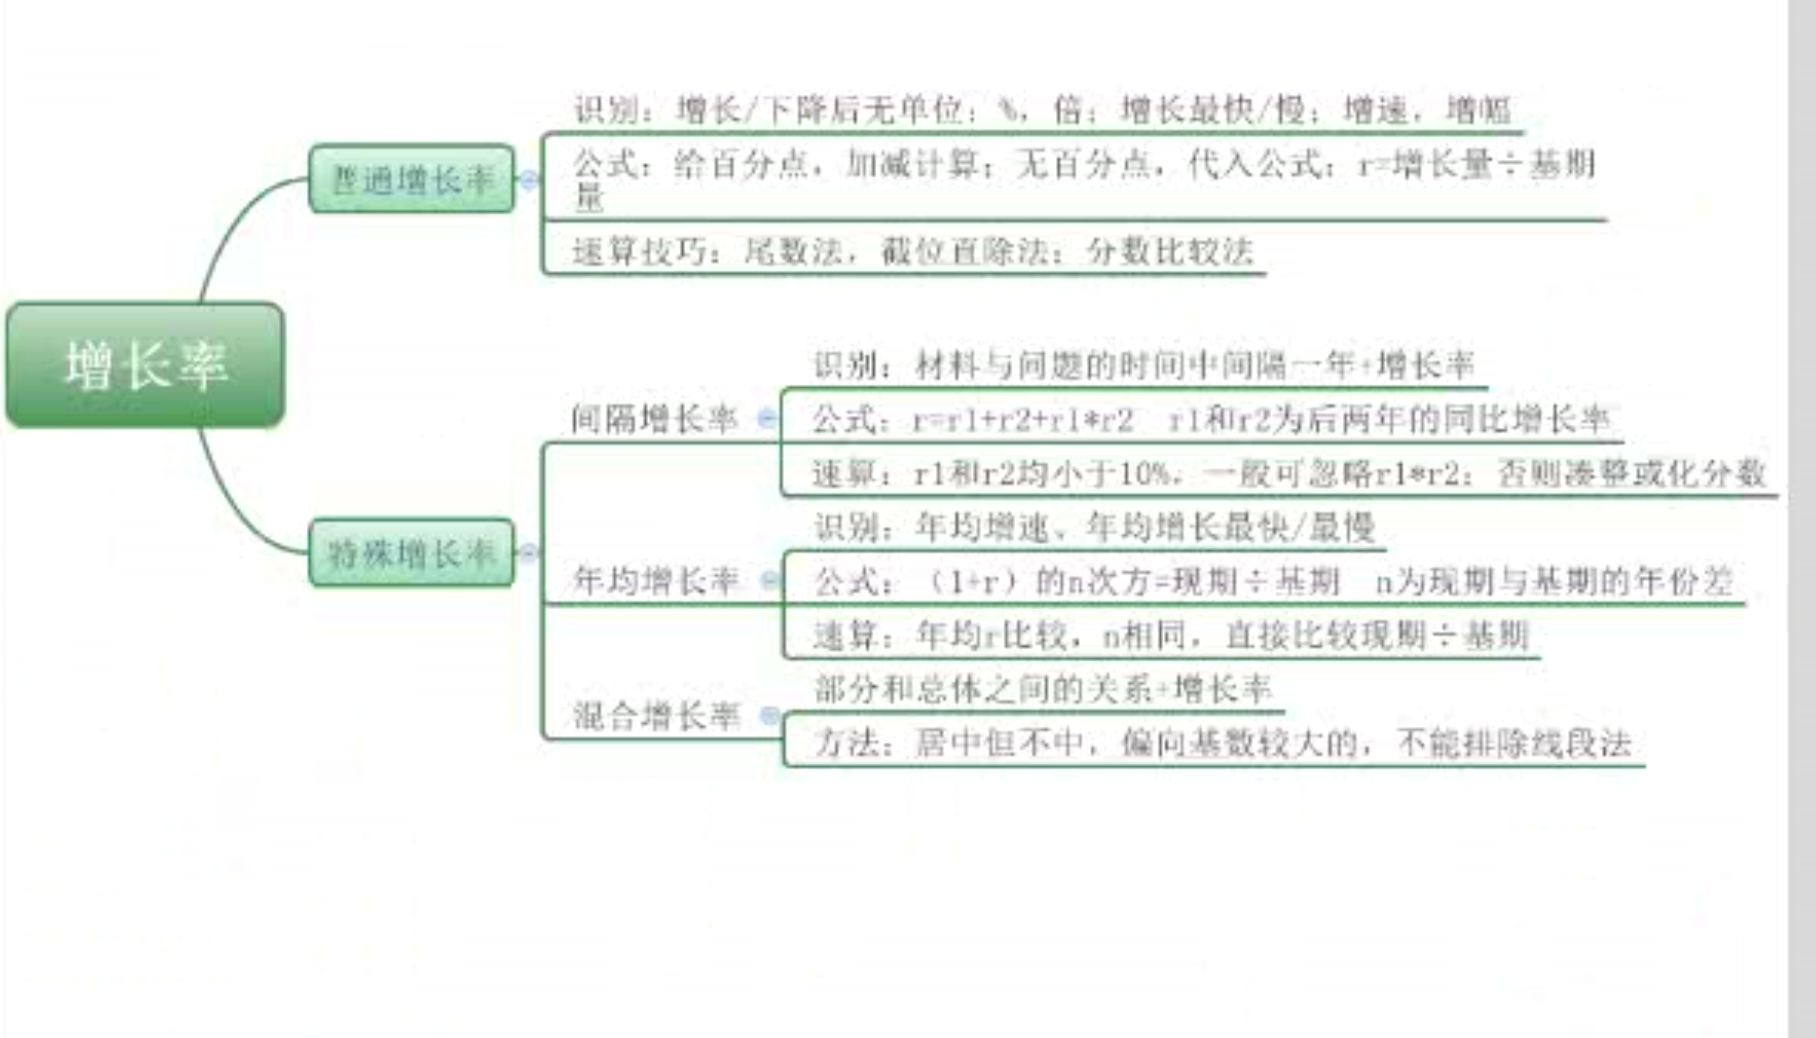 识别：增长/下降后无单位：%，倍；增长最快/慢；增速，增幅
公式：给百分点，加减计算；无百分点，代入公式：r=增长量÷基期
量
普通增长率
速算技巧：尾数法，截位直除法；分数比较法
增长率
识别：材料与问题的时间中间隔一年+增长率
间隔增长率
公式：r=r1+r2+r1*r2 r1和r2为后两年的同比增长率
速算：r1和r2均小于10%，一般可忽略r1*r2；否则凑整或化分数
特殊增长率
识别：年均增速、年均增长最快/最慢
年均增长率
公式：（1+r）的n次方=现期÷基期 n为现期与基期的年份差
速算：年均r比较，n相同，直接比较现期÷基期
部分和总体之间的关系+增长率
混合增长率
方法：居中但不中，偏向基数较大的，不能排除线段法